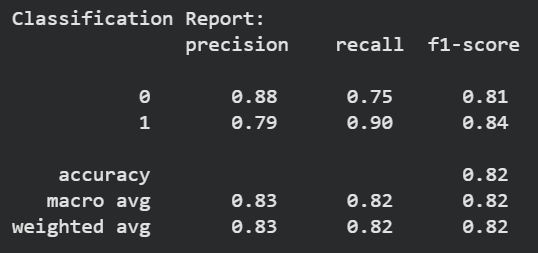 Classification Report:
precision recall f1-score
0 0.88 0.75 0.81
1 0.79 0.90 0.84
accuracy 0.82
macro avg 0.83 0.82 0.82
weighted avg 0.83 0.82 0.82